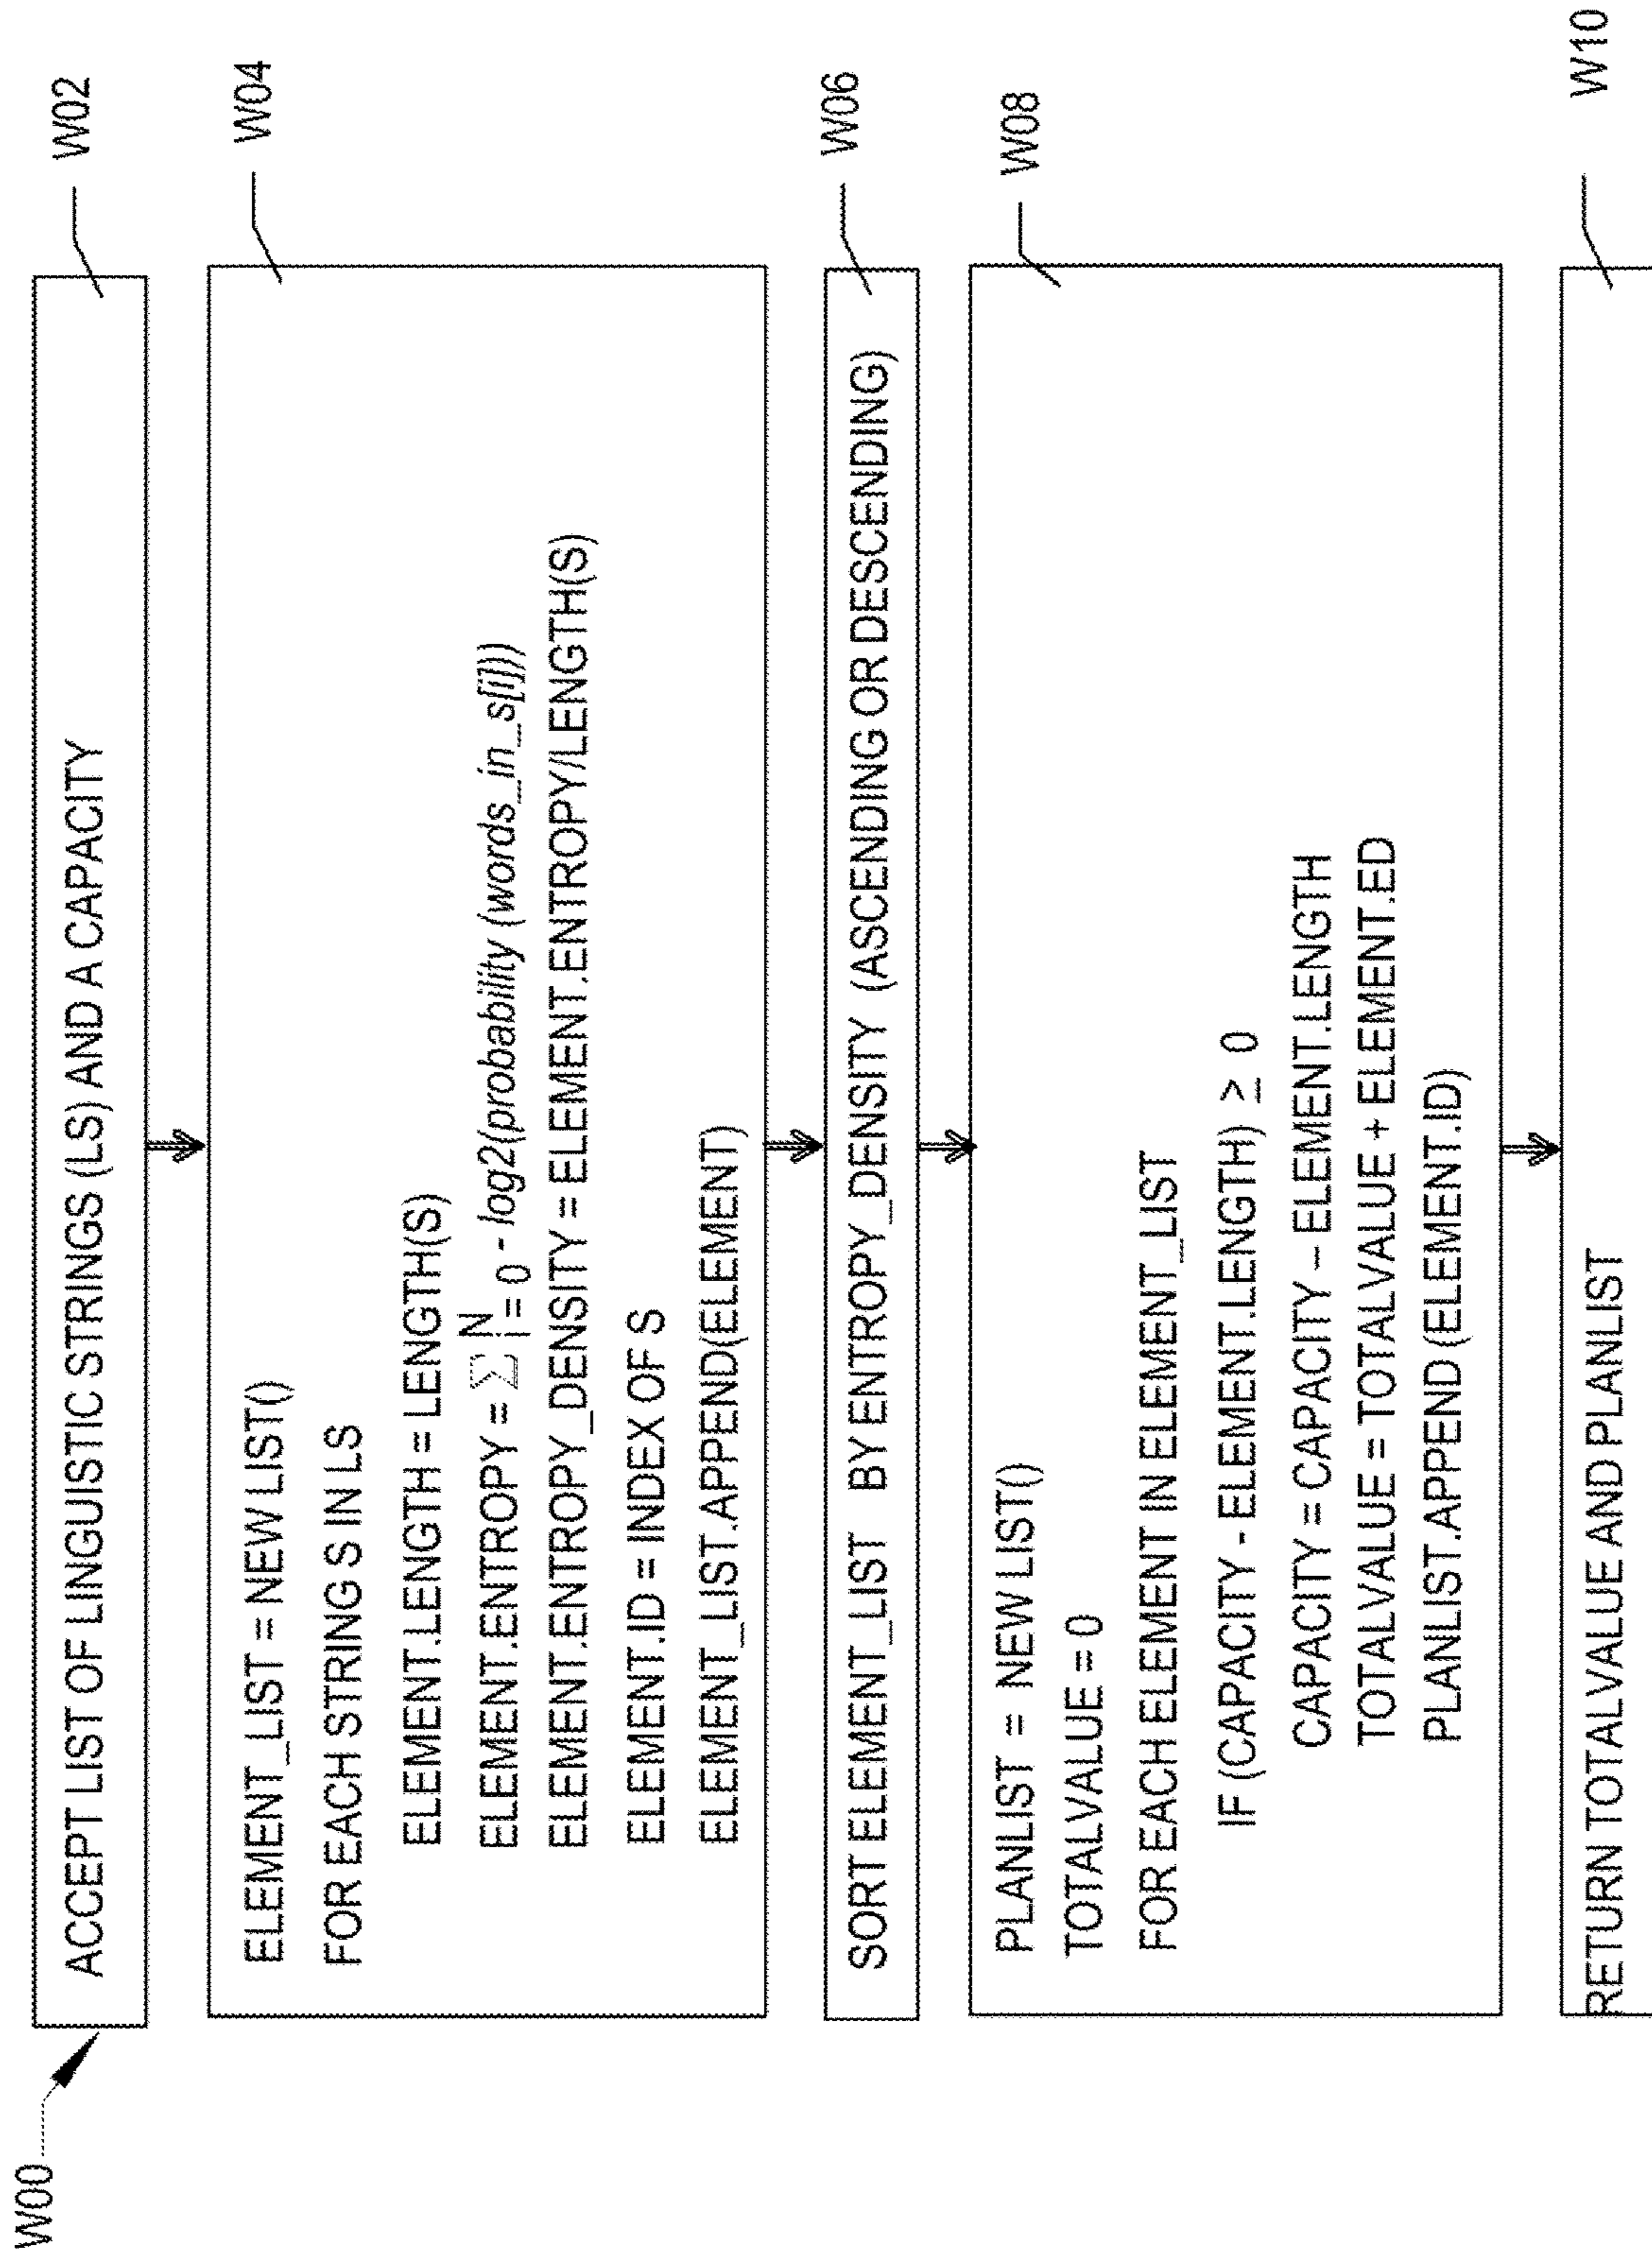 W00
ACCEPT LIST OF LINGUISTIC STRINGS (LS) AND A CAPACITY
W02
ELEMENT_LIST = NEW LIST()
FOR EACH STRING S IN LS
ELEMENT.LENGTH = LENGTH(S)
ELEMENT.ENTROPY = ∑ N i = 0 - log2(probability (words_in_s[i]))
ELEMENT.ENTROPY_DENSITY = ELEMENT.ENTROPY/LENGTH(S)
ELEMENT.ID = INDEX OF S
ELEMENT_LIST.APPEND(ELEMENT)
W04
SORT ELEMENT_LIST BY ENTROPY_DENSITY (ASCENDING OR DESCENDING)
W06
PLANLIST = NEW LIST()
TOTALVALUE = 0
FOR EACH ELEMENT IN ELEMENT_LIST
IF (CAPACITY - ELEMENT.LENGTH) ≥ 0
CAPACITY = CAPACITY – ELEMENT.LENGTH
TOTALVALUE = TOTALVALUE + ELEMENT.ED
PLANLIST.APPEND (ELEMENT.ID)
W08
RETURN TOTALVALUE AND PLANLIST
W10